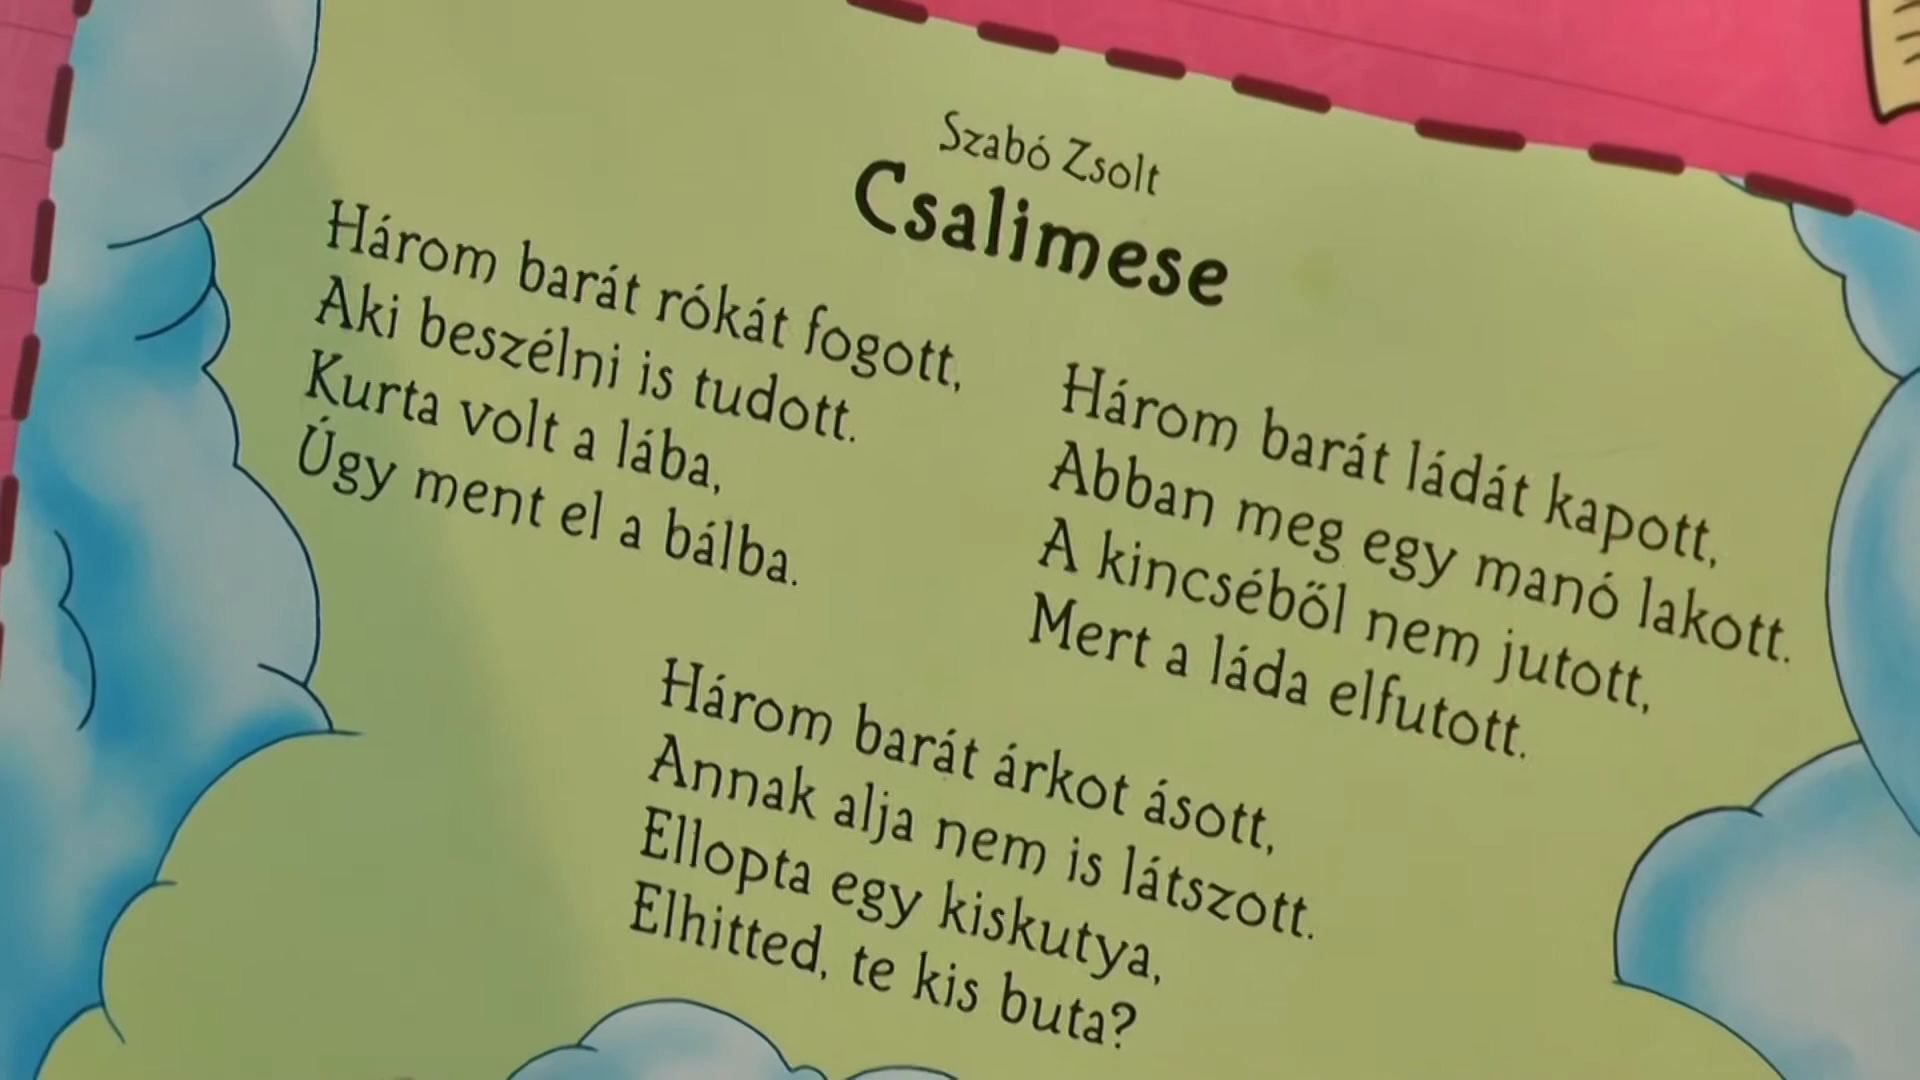 Szabó Zsolt
Csalimese
Három barát rókát fogott,
Aki beszélni is tudott.
Kurta volt a lába,
Úgy ment el a bálba.
Három barát ládát kapott,
Abban meg egy manó lakott.
A kincséből nem jutott,
Mert a láda elfutott.
Három barát árkot ásott,
Annak alja nem is látszott.
Ellopta egy kiskutya,
Elhitted, te kis buta?